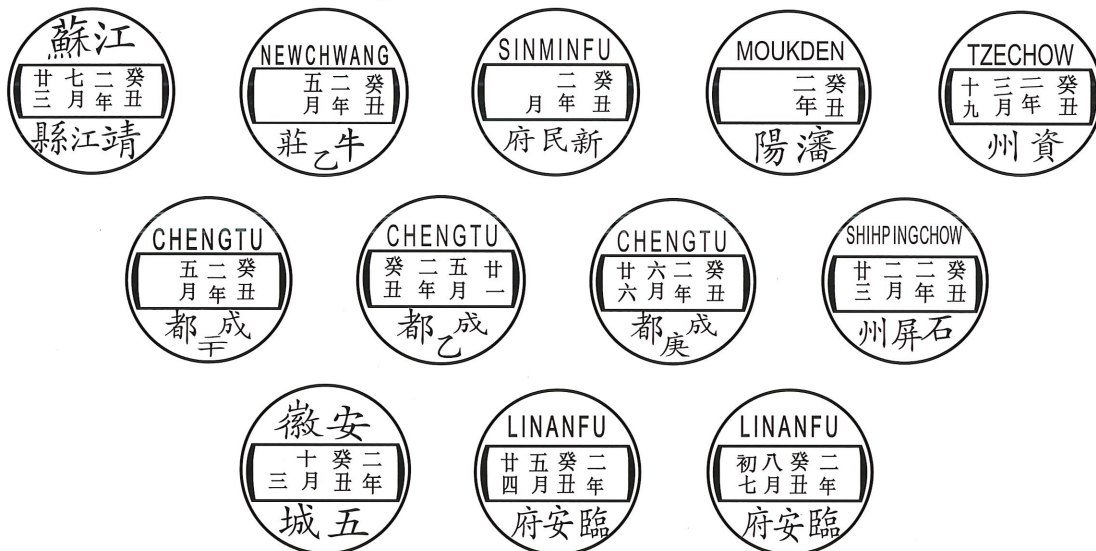 江蘇
癸丑二年七月廿三
靖江縣
NEWCHWANG
癸丑二年五月
牛乙莊
SINMINFU
癸丑二年 月
新民府
MOUKDEN
癸丑二年
瀋陽
TZECHOW
癸丑二年三月十九
資州
CHENGTU
癸丑二年五月
成都
CHENGTU
癸丑二年五月廿一
成乙都
CHENGTU
癸丑二年六月廿六
成庚都
SHIHPINGCHOW
癸丑二年二月廿三
石屏州
安徽
二年癸丑十月三
五城
LINANFU
二年癸丑五月廿四
臨安府
LINANFU
二年癸丑八月初七
臨安府